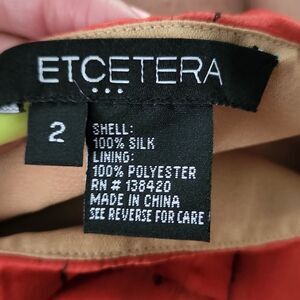 ETCETERA
2
SHELL:
100% SILK
LINING:
100% POLYESTER
RN # 138420
MADE IN CHINA
SEE REVERSE FOR CARE